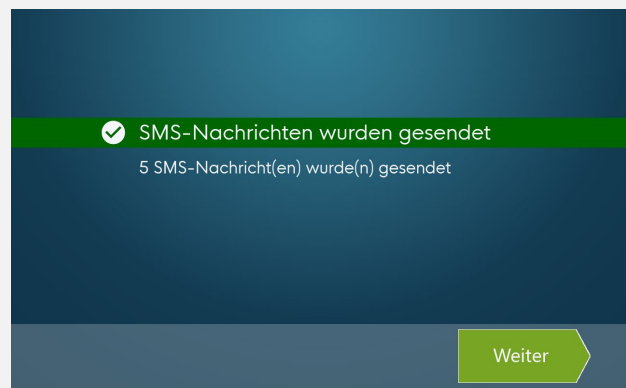 SMS-Nachrichten wurden gesendet
5 SMS-Nachricht(en) wurde(n) gesendet
Weiter